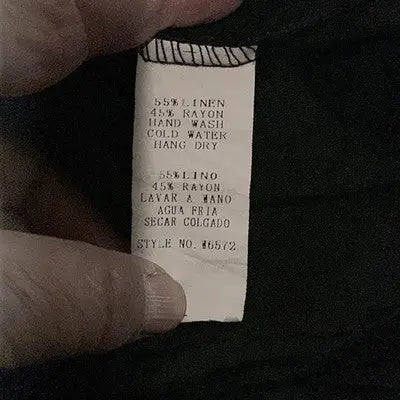 55% LINEN
45% RAYON
HAND WASH
COLD WATER
HANG DRY
55% LINO
45% RAYON
LAVAR A MANO
AGUA FRIA
SECAR COLGADO
STYLE NO. W6572